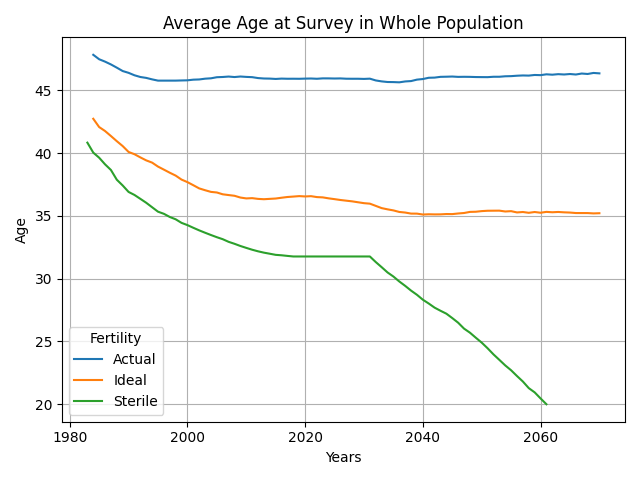 Average Age at Survey in Whole Population
Age
45
40
35
30
25
20
Fertility
Actual
Ideal
Sterile
1980
2000
2020
2040
2060
Years